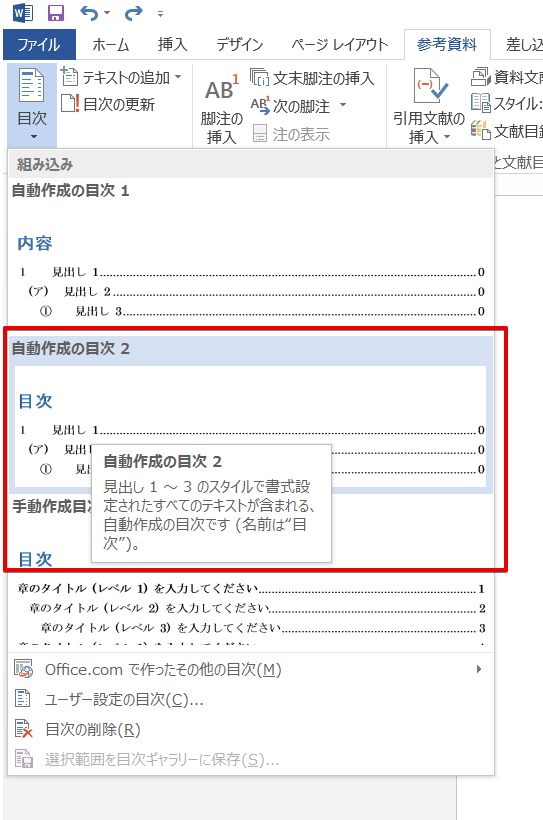 ファイル ホーム 挿入 デザイン ページ レイアウト 参考資料 差し込
目次
テキストの追加
目次の更新
AB1
脚注の
挿入
文末脚注の挿入
次の脚注
注の表示
引用文献の
挿入
資料文
スタイル:
文献目録
と文献目
組み込み
自動作成の目次 1
内容
1 見出し 1 0
(ア) 見出し 2 0
① 見出し 3 0
自動作成の目次 2
目次
1 見出し 1 0
(ア) 見出し 2 0
① 見出し 3 0
自動作成の目次 2
見出し 1 ～ 3 のスタイルで書式設
定されたすべてのテキストが含まれる、
自動作成の目次です (名前は“目
次”)。
手動作成目
目次
章のタイトル (レベル 1) を入力してください 1
章のタイトル (レベル 2) を入力してください 2
章のタイトル (レベル 3) を入力してください 3
Office.com で作ったその他の目次(M)
ユーザー設定の目次(C)...
目次の削除(R)
選択範囲を目次ギャラリーに保存(S)...